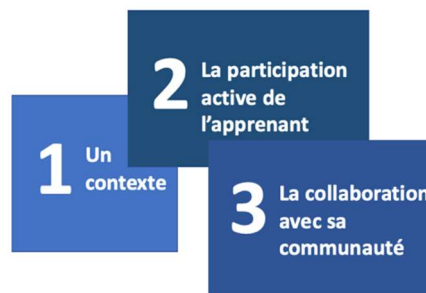 1 Un
contexte
2 La participation
active de
l'apprenant
3 La collaboration
avec sa
communauté